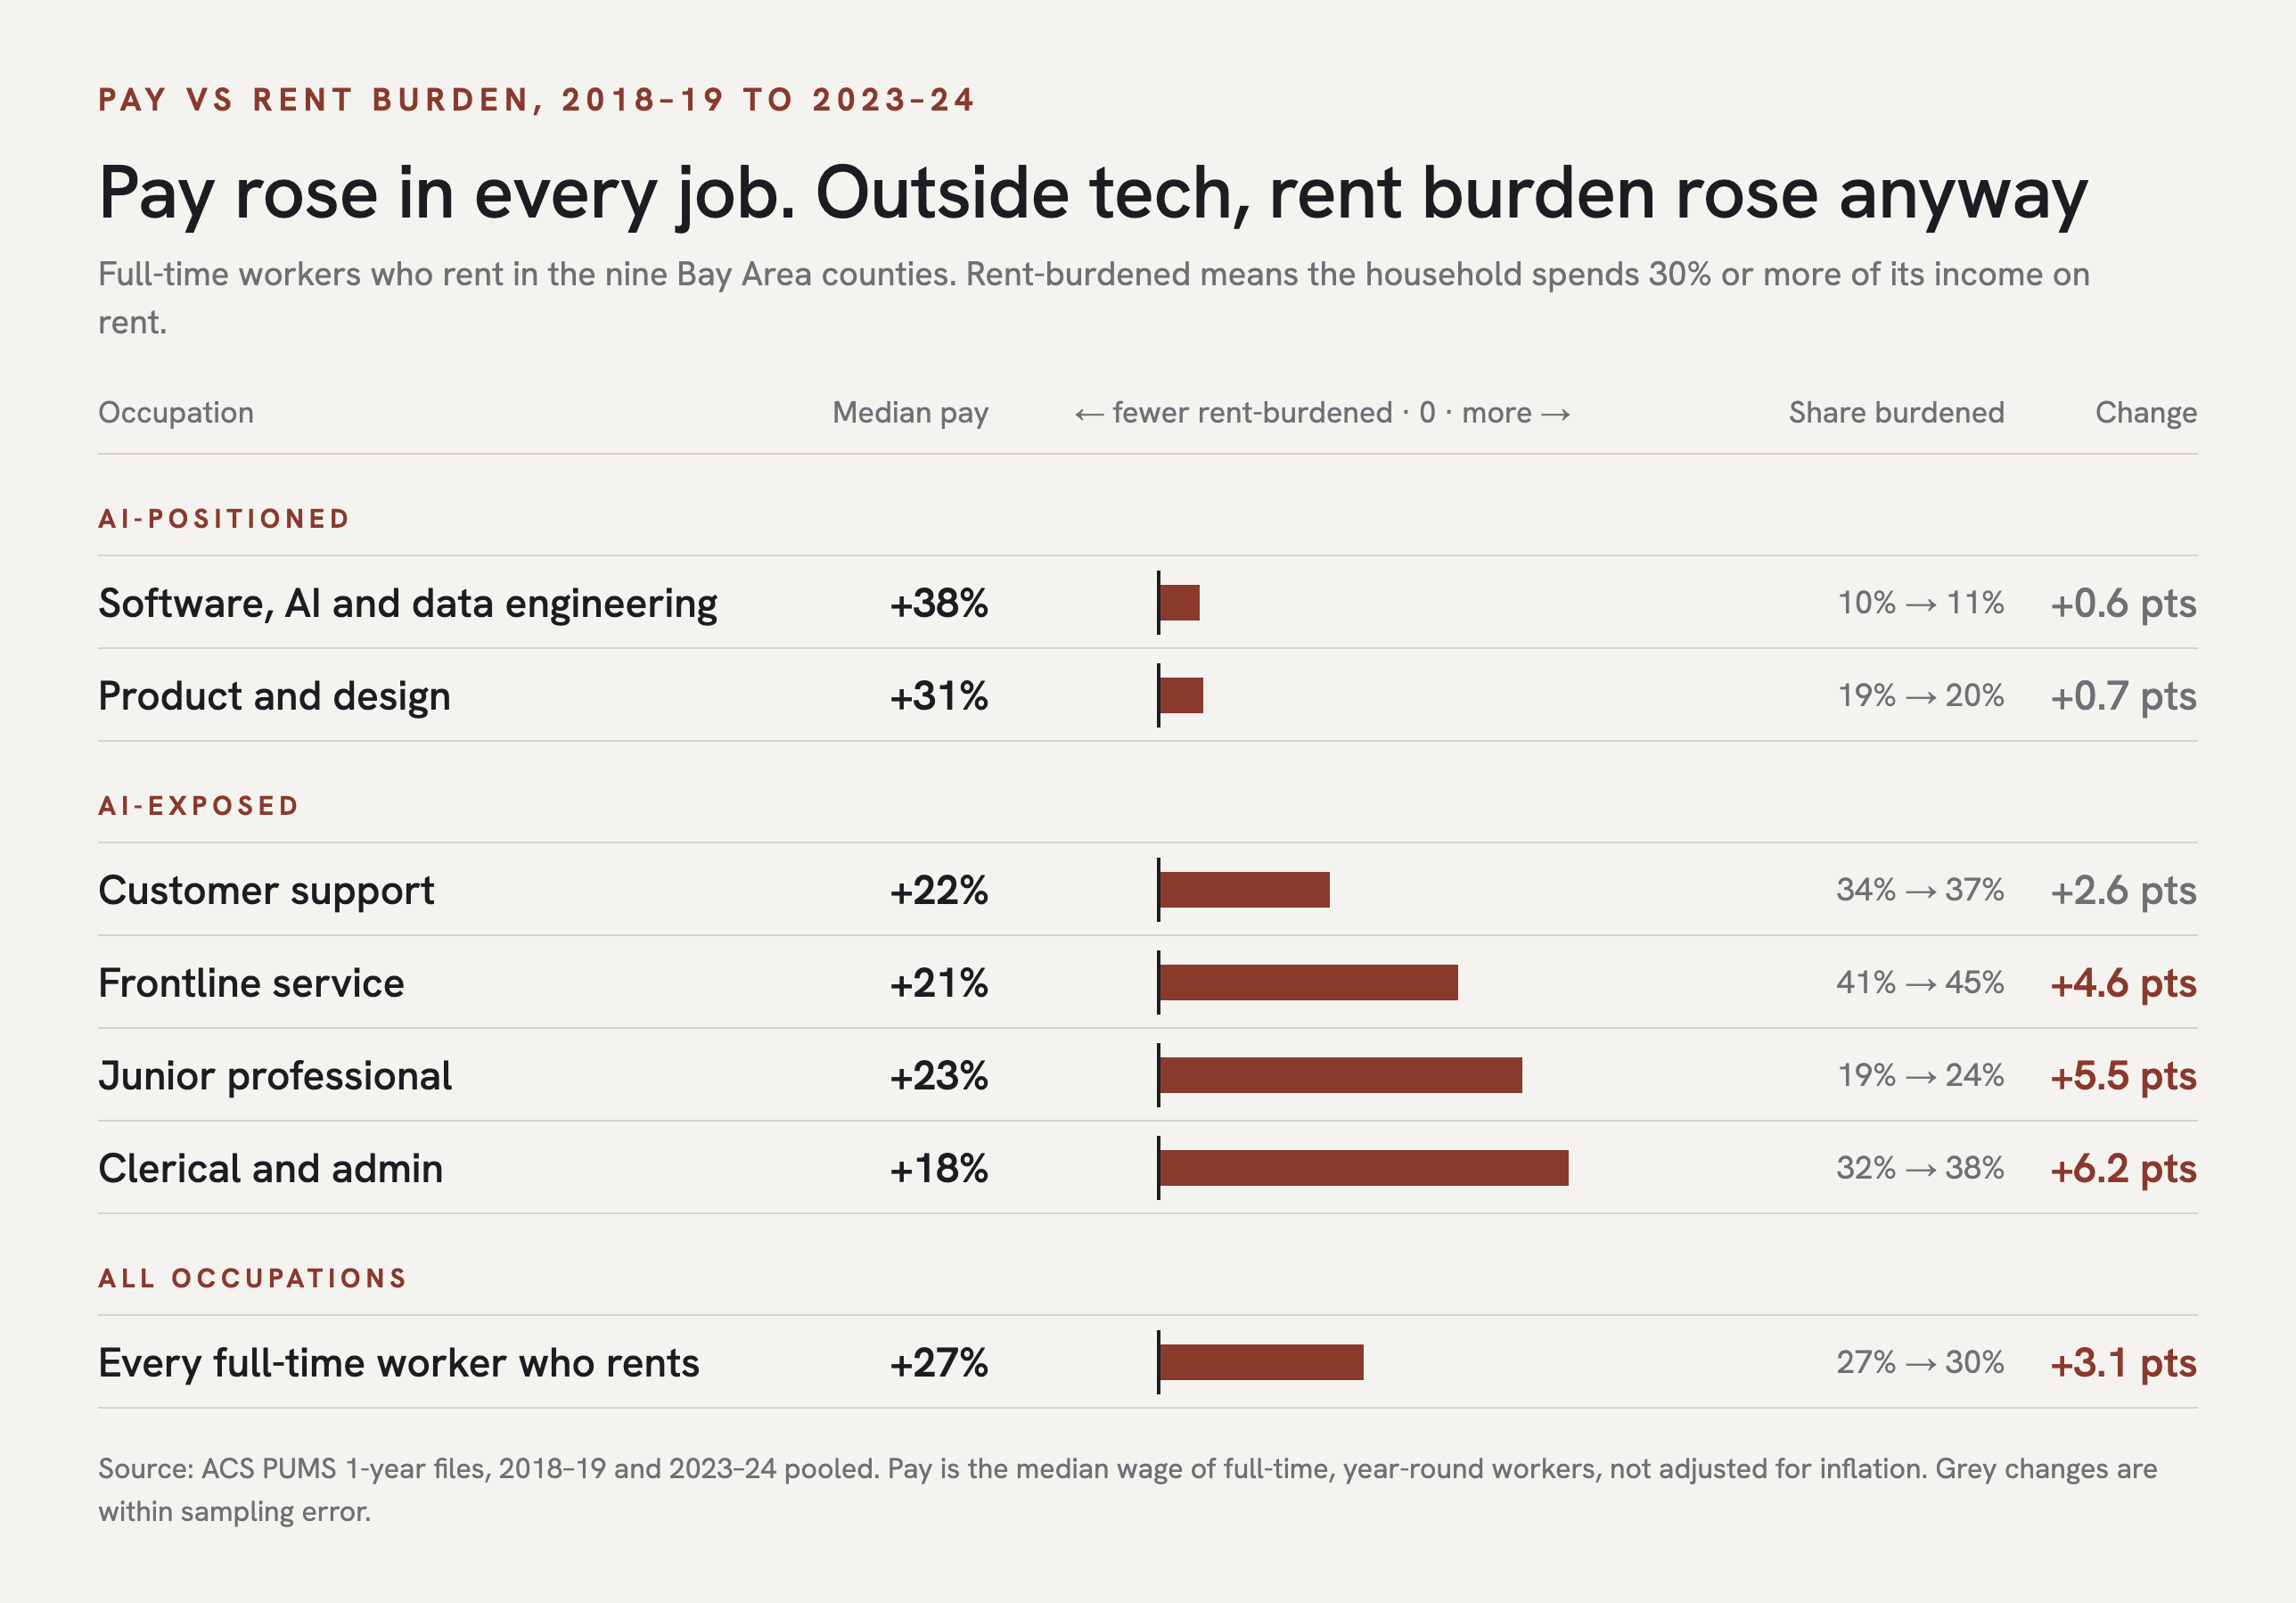 PAY VS RENT BURDEN, 2018–19 TO 2023–24
Pay rose in every job. Outside tech, rent burden rose anyway
Full-time workers who rent in the nine Bay Area counties. Rent-burdened means the household spends 30% or more of its income on
rent.
Occupation Median pay ← fewer rent-burdened · 0 · more → Share burdened Change
AI-POSITIONED
Software, AI and data engineering +38% 10% → 11% +0.6 pts
Product and design +31% 19% → 20% +0.7 pts
AI-EXPOSED
Customer support +22% 34% → 37% +2.6 pts
Frontline service +21% 41% → 45% +4.6 pts
Junior professional +23% 19% → 24% +5.5 pts
Clerical and admin +18% 32% → 38% +6.2 pts
ALL OCCUPATIONS
Every full-time worker who rents +27% 27% → 30% +3.1 pts
Source: ACS PUMS 1-year files, 2018–19 and 2023–24 pooled. Pay is the median wage of full-time, year-round workers, not adjusted for inflation. Grey changes are
within sampling error.